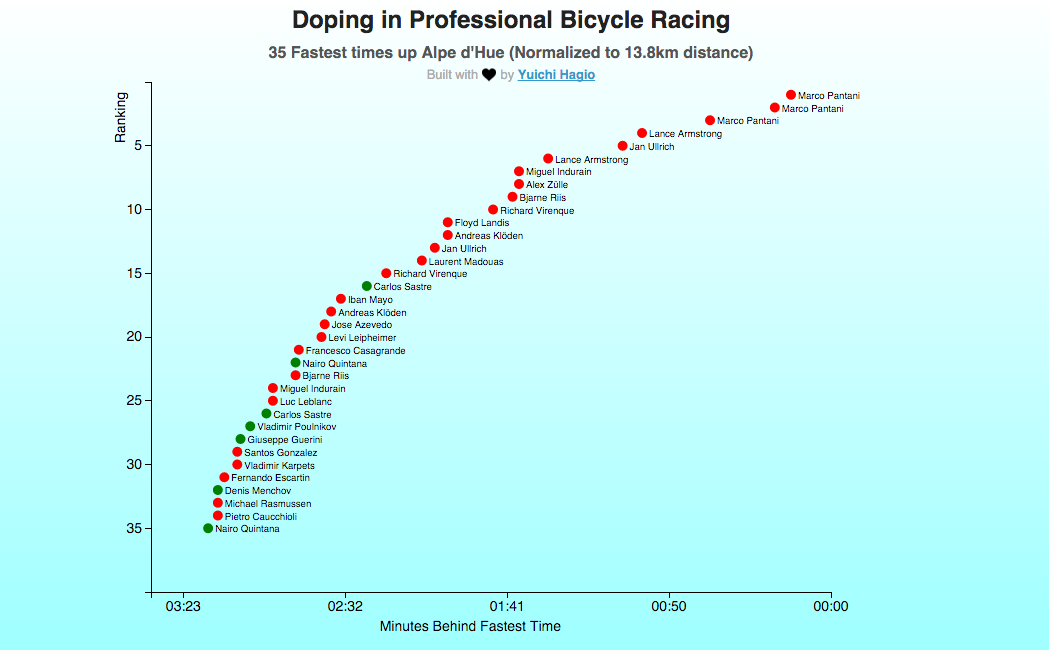 Doping in Professional Bicycle Racing
35 Fastest times up Alpe d'Hue (Normalized to 13.8km distance)
Built with 🖤 by Yuichi Hagio
Ranking
Marco Pantani
Marco Pantani
Marco Pantani
Lance Armstrong
5
Jan Ullrich
Lance Armstrong
Miguel Indurain
Alex Zülle
Bjarne Riis
10
Richard Virenque
Floyd Landis
Andreas Klöden
Jan Ullrich
Laurent Madouas
15
Richard Virenque
Carlos Sastre
Iban Mayo
Andreas Klöden
Jose Azevedo
20
Levi Leipheimer
Francesco Casagrande
Nairo Quintana
Bjarne Riis
Miguel Indurain
25
Luc Leblanc
Carlos Sastre
Vladimir Poulnikov
Giuseppe Guerini
Santos Gonzalez
30
Vladimir Karpets
Fernando Escartin
Denis Menchov
Michael Rasmussen
Pietro Caucchioli
35
Nairo Quintana
03:23 02:32 01:41 00:50 00:00
Minutes Behind Fastest Time